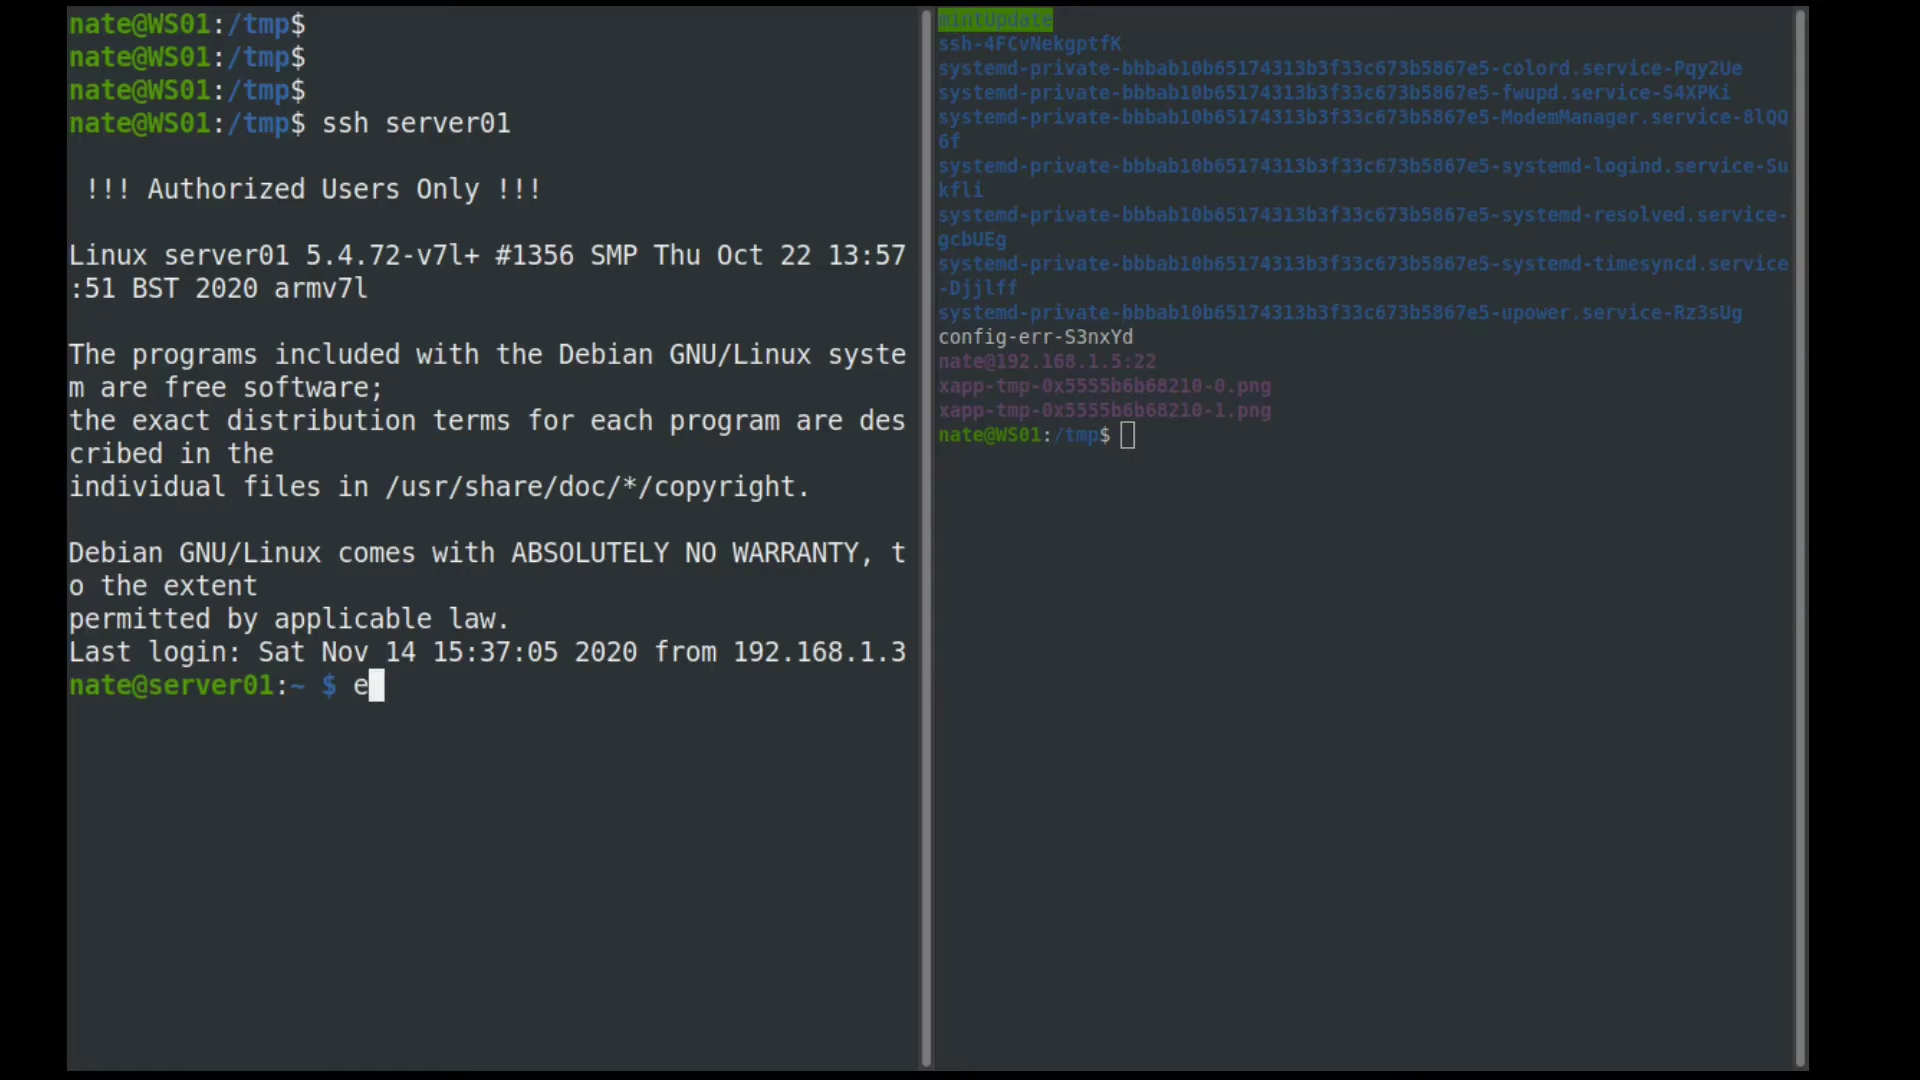 nate@WS01:/tmp$
nate@WS01:/tmp$
nate@WS01:/tmp$
nate@WS01:/tmp$ ssh server01
!!! Authorized Users Only !!!
Linux server01 5.4.72-v7l+ #1356 SMP Thu Oct 22 13:57
:51 BST 2020 armv7l
The programs included with the Debian GNU/Linux syste
m are free software;
the exact distribution terms for each program are des
cribed in the
individual files in /usr/share/doc/*/copyright.
Debian GNU/Linux comes with ABSOLUTELY NO WARRANTY, t
o the extent
permitted by applicable law.
Last login: Sat Nov 14 15:37:05 2020 from 192.168.1.3
nate@server01:~ $ e
mintUpdate
ssh-4FCvNekgptfK
systemd-private-bbbab10b65174313b3f33c673b5867e5-colord.service-Pqy2Ue
systemd-private-bbbab10b65174313b3f33c673b5867e5-fwupd.service-S4XPKi
systemd-private-bbbab10b65174313b3f33c673b5867e5-ModemManager.service-8lQQ
6f
systemd-private-bbbab10b65174313b3f33c673b5867e5-systemd-logind.service-Su
kfli
systemd-private-bbbab10b65174313b3f33c673b5867e5-systemd-resolved.service-
gcbUEg
systemd-private-bbbab10b65174313b3f33c673b5867e5-systemd-timesyncd.service
-Djjlff
systemd-private-bbbab10b65174313b3f33c673b5867e5-upower.service-Rz3sUg
config-err-S3nxYd
nate@192.168.1.5:22
xapp-tmp-0x5555b6b68210-0.png
xapp-tmp-0x5555b6b68210-1.png
nate@WS01:/tmp$